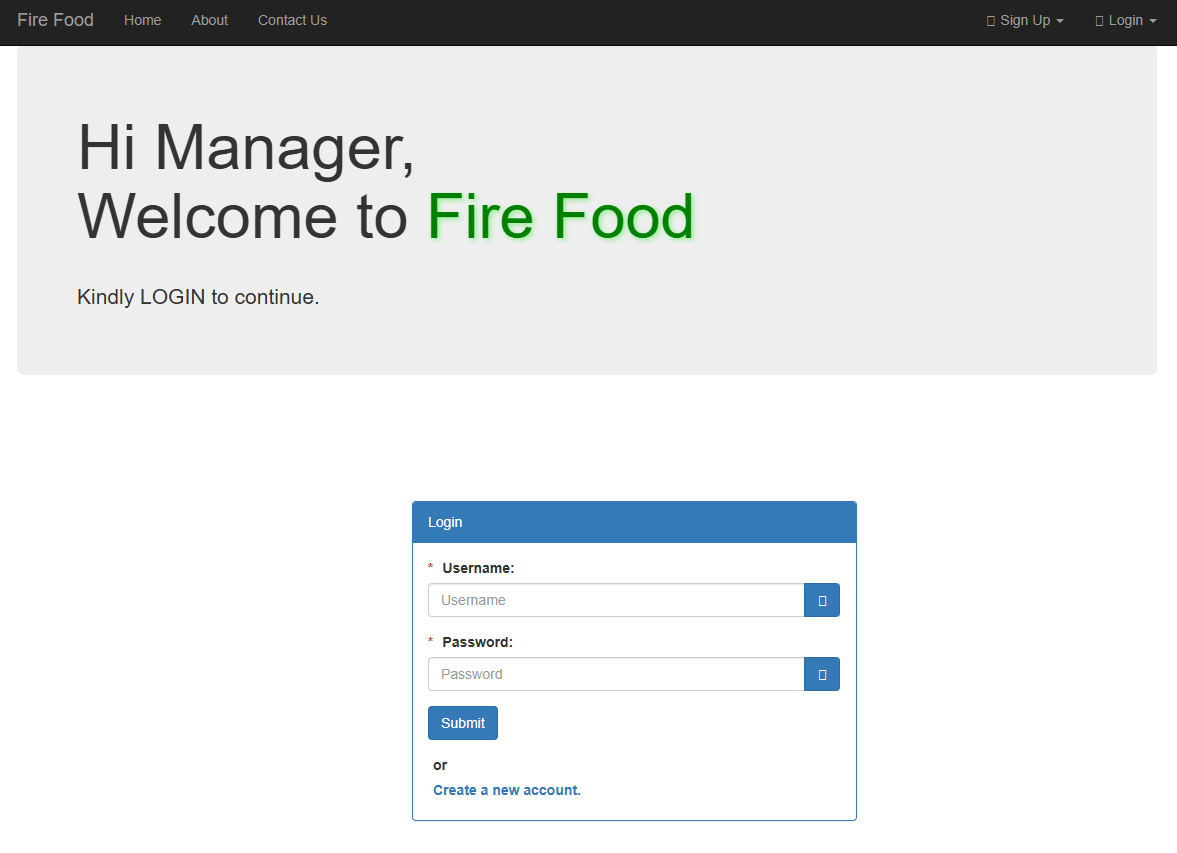 Fire Food Home About Contact Us Sign Up Login
Hi Manager,
Welcome to Fire Food
Kindly LOGIN to continue.
Login
* Username:
Username
* Password:
Password
Submit
or
Create a new account.